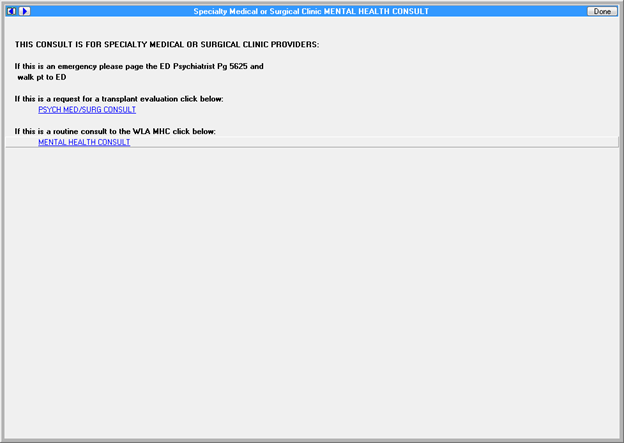 Specialty Medical or Surgical Clinic MENTAL HEALTH CONSULT
Done
THIS CONSULT IS FOR SPECIALTY MEDICAL OR SURGICAL CLINIC PROVIDERS:
If this is an emergency please page the ED Psychiatrist Pg 5625 and
walk pt to ED
If this is a request for a transplant evaluation click below:
PSYCH MED/SURG CONSULT
If this is a routine consult to the WLA MHC click below:
MENTAL HEALTH CONSULT